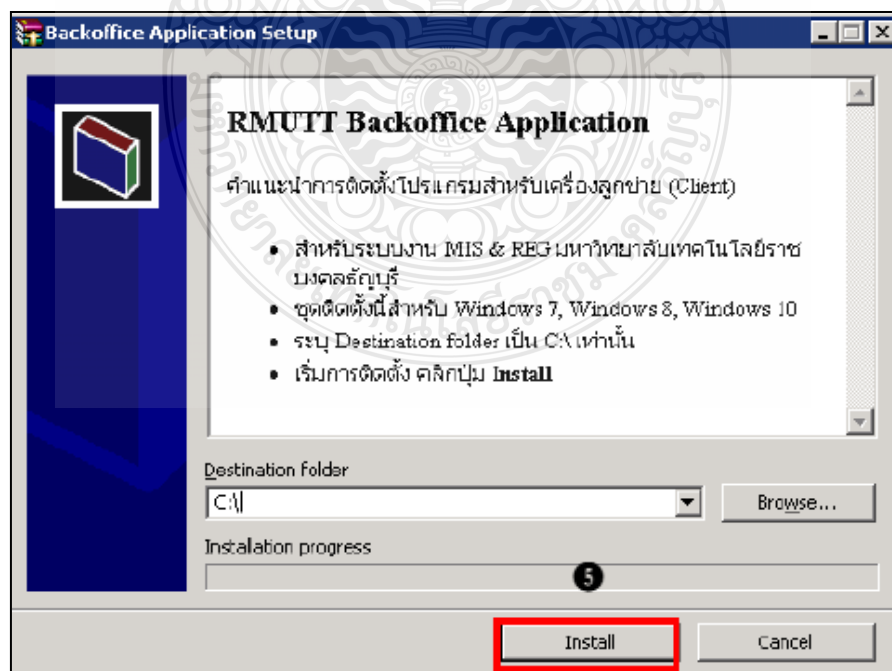 Backoffice Application Setup
RMUTT Backoffice Application
คำแนะนำการติดตั้งโปรแกรมสำหรับเครื่องลูกข่าย (Client)
• สำหรับระบบงาน MIS & REG มหาวิทยาลัยเทคโนโลยีราช
มงคลธัญบุรี
• ชุดติดตั้งนี้สำหรับ Windows 7, Windows 8, Windows 10
• ระบุ Destination folder เป็น C:\ เท่านั้น
• เริ่มการติดตั้ง คลิกปุ่ม Install
Destination folder
C:\
Browse...
Installation progress
5
Install
Cancel